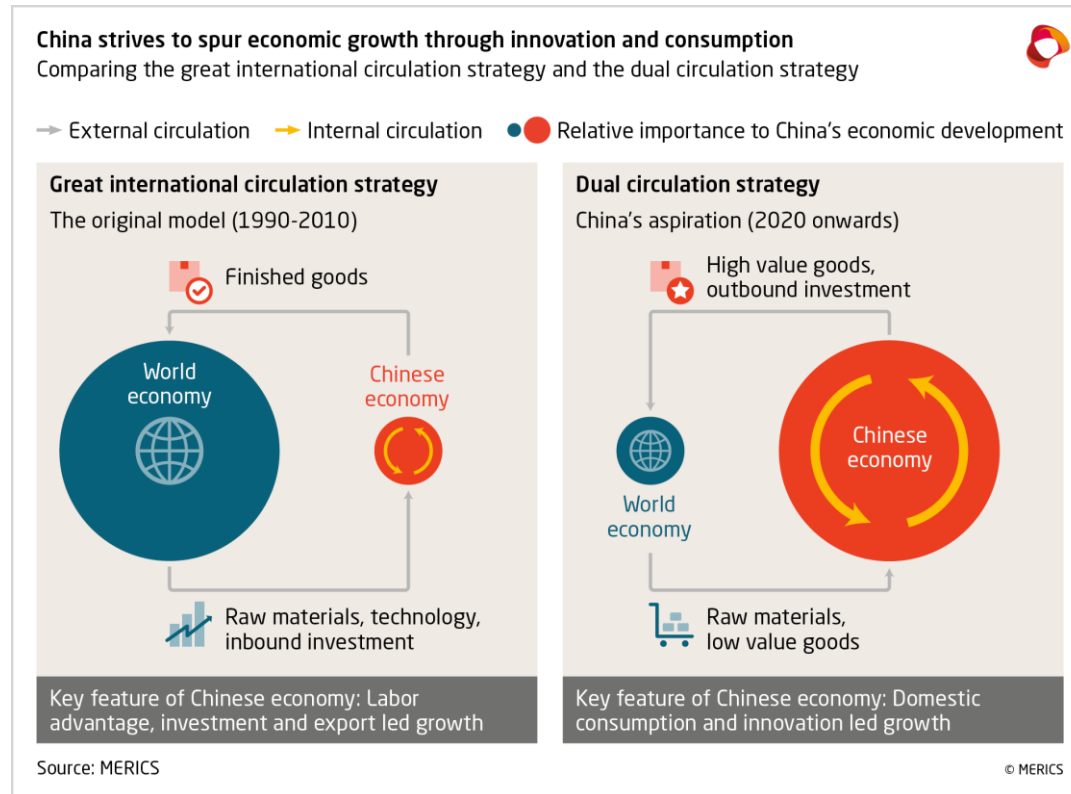 China strives to spur economic growth through innovation and consumption
Comparing the great international circulation strategy and the dual circulation strategy
External circulation
Internal circulation
Relative importance to China's economic development
Great international circulation strategy
The original model (1990-2010)
Finished goods
World
economy
Chinese
economy
Raw materials, technology,
inbound investment
Key feature of Chinese economy: Labor
advantage, investment and export led growth
Dual circulation strategy
China's aspiration (2020 onwards)
High value goods,
outbound investment
Chinese
economy
World
economy
Raw materials,
low value goods
Key feature of Chinese economy: Domestic
consumption and innovation led growth
Source: MERICS
© MERICS